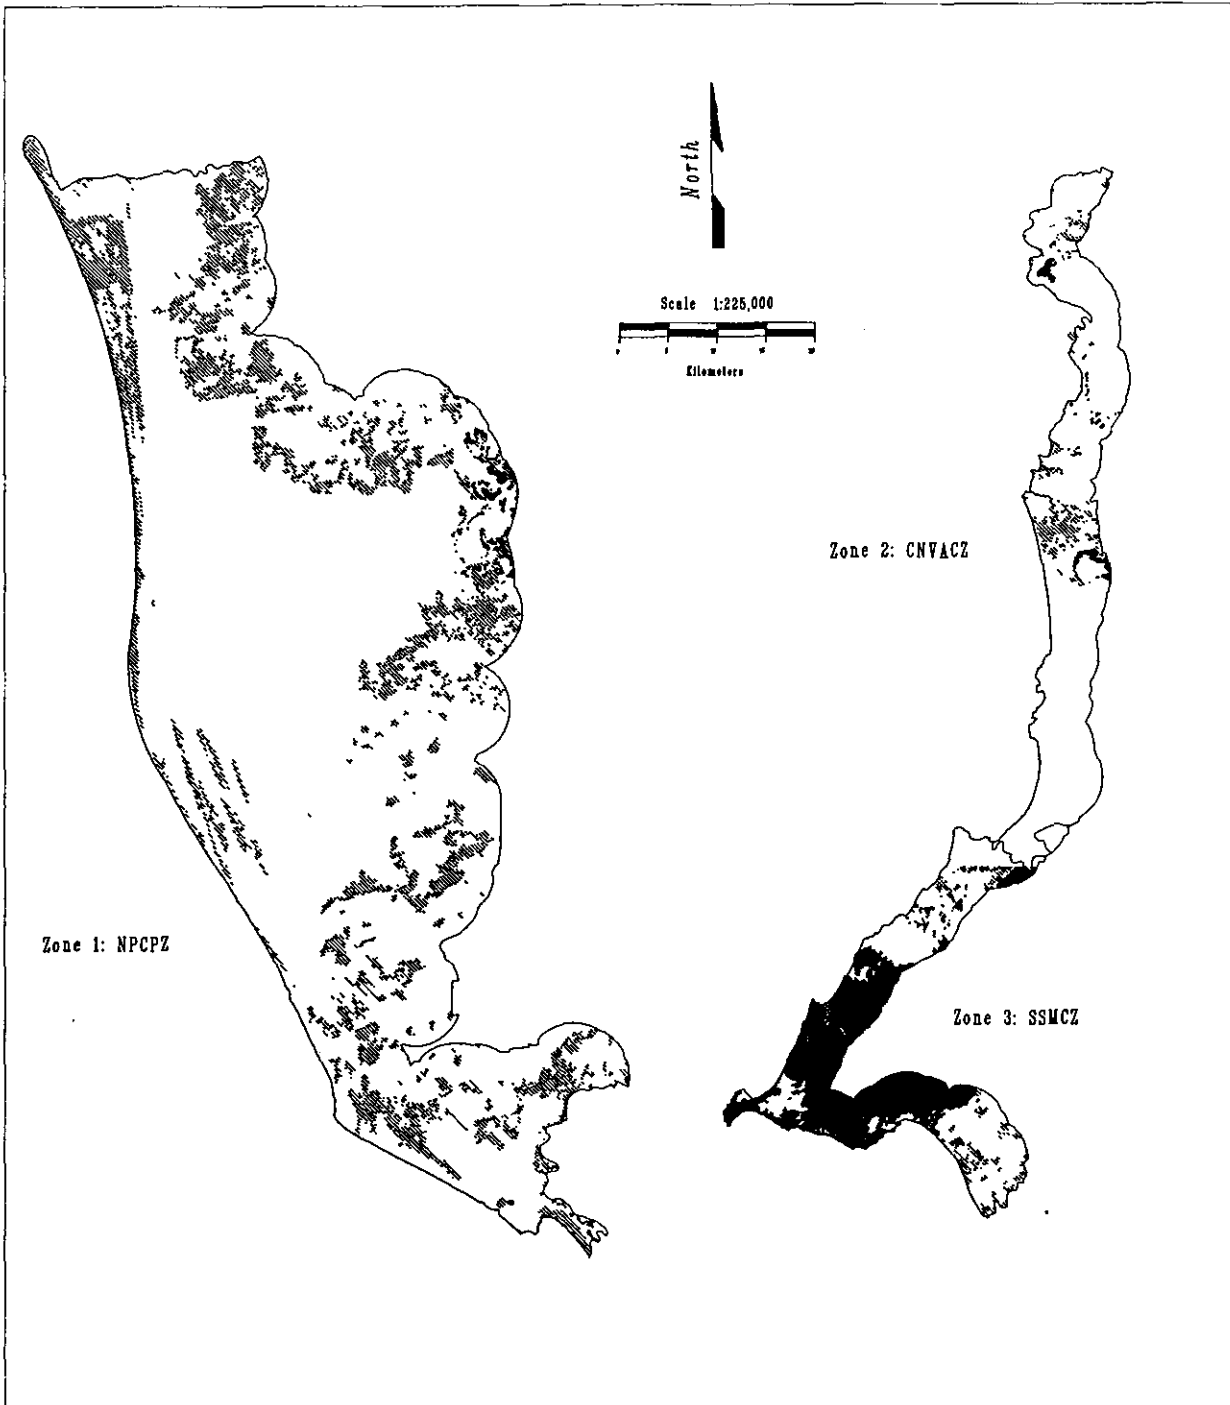 North
Scale 1:225,000
Kilometers
Zone 2: CNVACZ
Zone 1: NPCPZ
Zone 3: SSMCZ